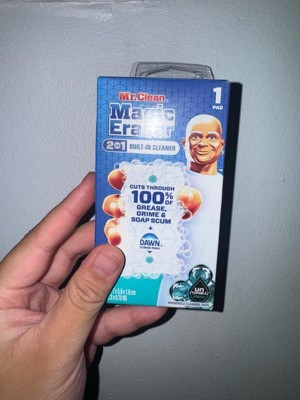 Mr. Clean
1
PAD
Magic
Eraser
2in1 BUILT-IN CLEANER
CUTS THROUGH
100%
OF
GREASE,
GRIME &
SOAP SCUM
DAWN